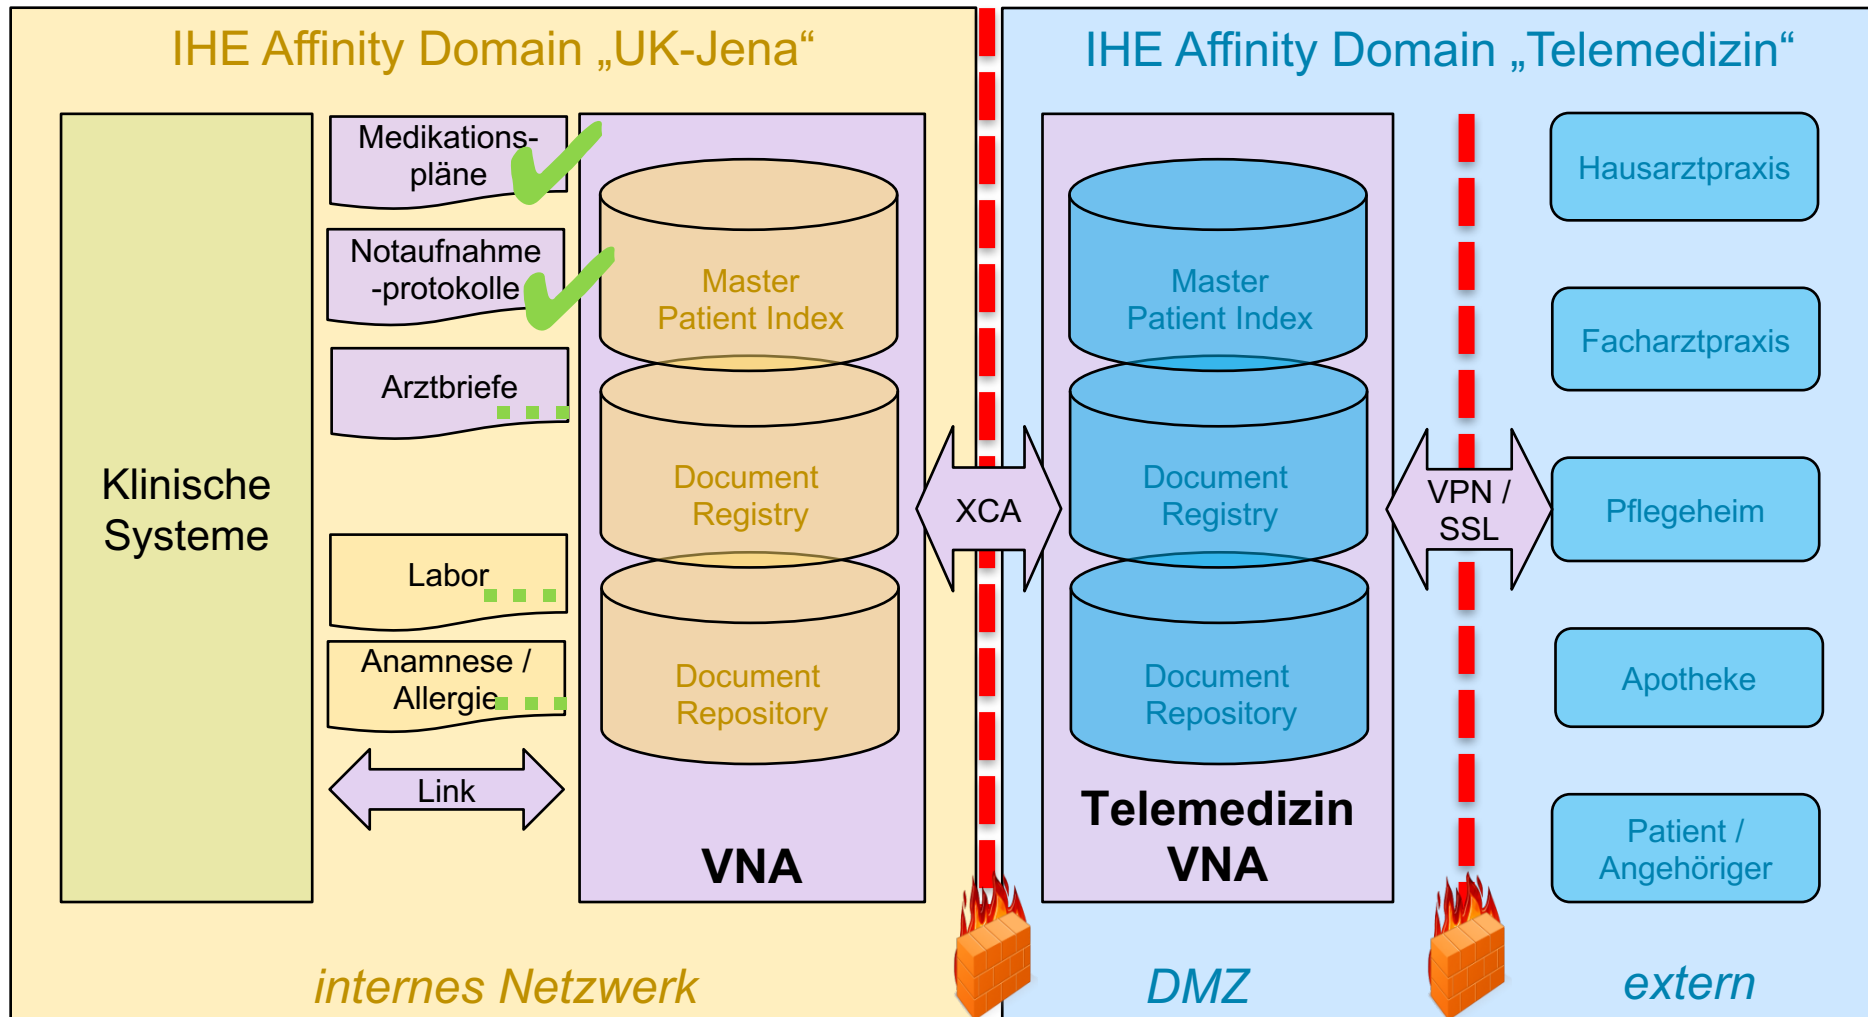 IHE Affinity Domain „UK-Jena“
IHE Affinity Domain „Telemedizin“
Klinische
Systeme
Medikations-
pläne
Notaufnahme
-protokolle
Arztbriefe
Labor
Anamnese /
Allergie
Link
Master
Patient Index
Document
Registry
Document
Repository
VNA
XCA
Master
Patient Index
Document
Registry
Document
Repository
Telemedizin
VNA
VPN /
SSL
Hausarztpraxis
Facharztpraxis
Pflegeheim
Apotheke
Patient /
Angehöriger
internes Netzwerk
DMZ
extern